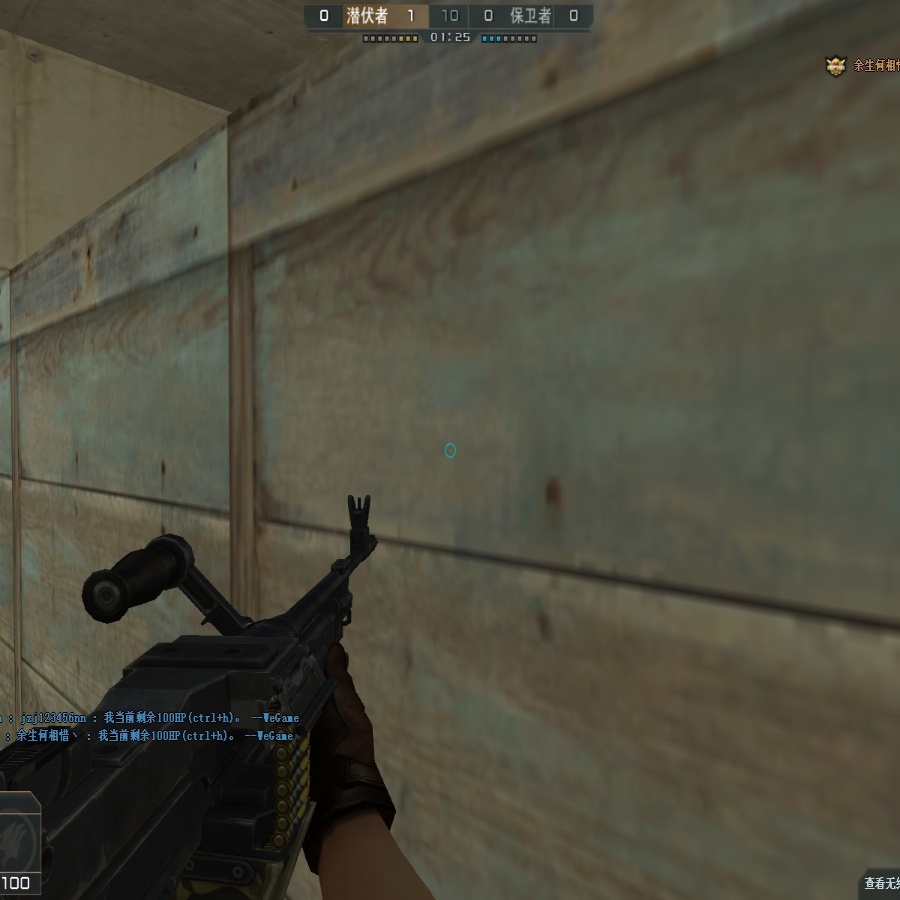 0 潜伏者 1 10 0 保卫者 0
01:25
余生何相惜
: jzj123456nn : 我当前剩余100HP(ctrl+h)。 --WeGame
: 余生何相惜丶 : 我当前剩余100HP(ctrl+h)。 --WeGame
100
查看无